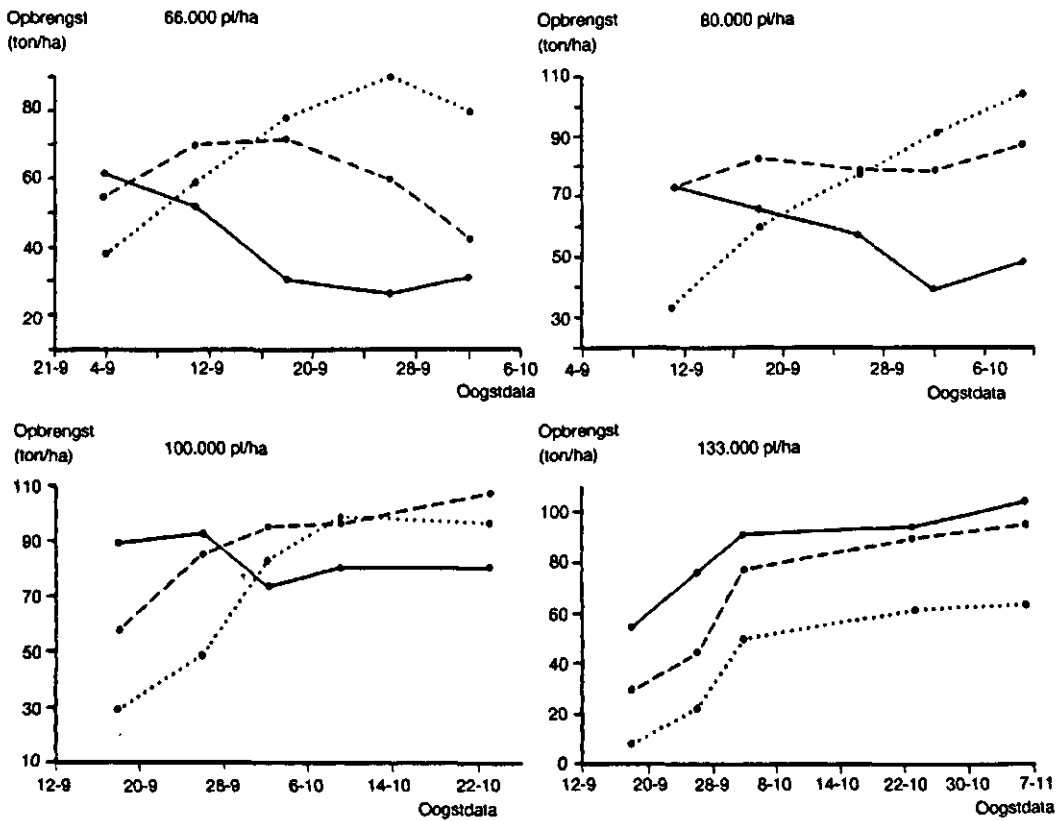 Opbrengst
(ton/ha)
66.000 pl/ha
80
60
40
20
21-9 4-9 12-9 20-9 28-9 6-10
Oogstdata
Opbrengst
(ton/ha)
80.000 pl/ha
110
90
70
50
30
4-9 12-9 20-9 28-9 6-10
Oogstdata
Opbrengst
(ton/ha)
100.000 pl/ha
110
90
70
50
30
10
12-9 20-9 28-9 6-10 14-10 22-10
Oogstdata
Opbrengst
(ton/ha)
133.000 pl/ha
100
80
60
40
20
0
12-9 20-9 28-9 8-10 14-10 22-10 30-10 7-11
Oogstdata